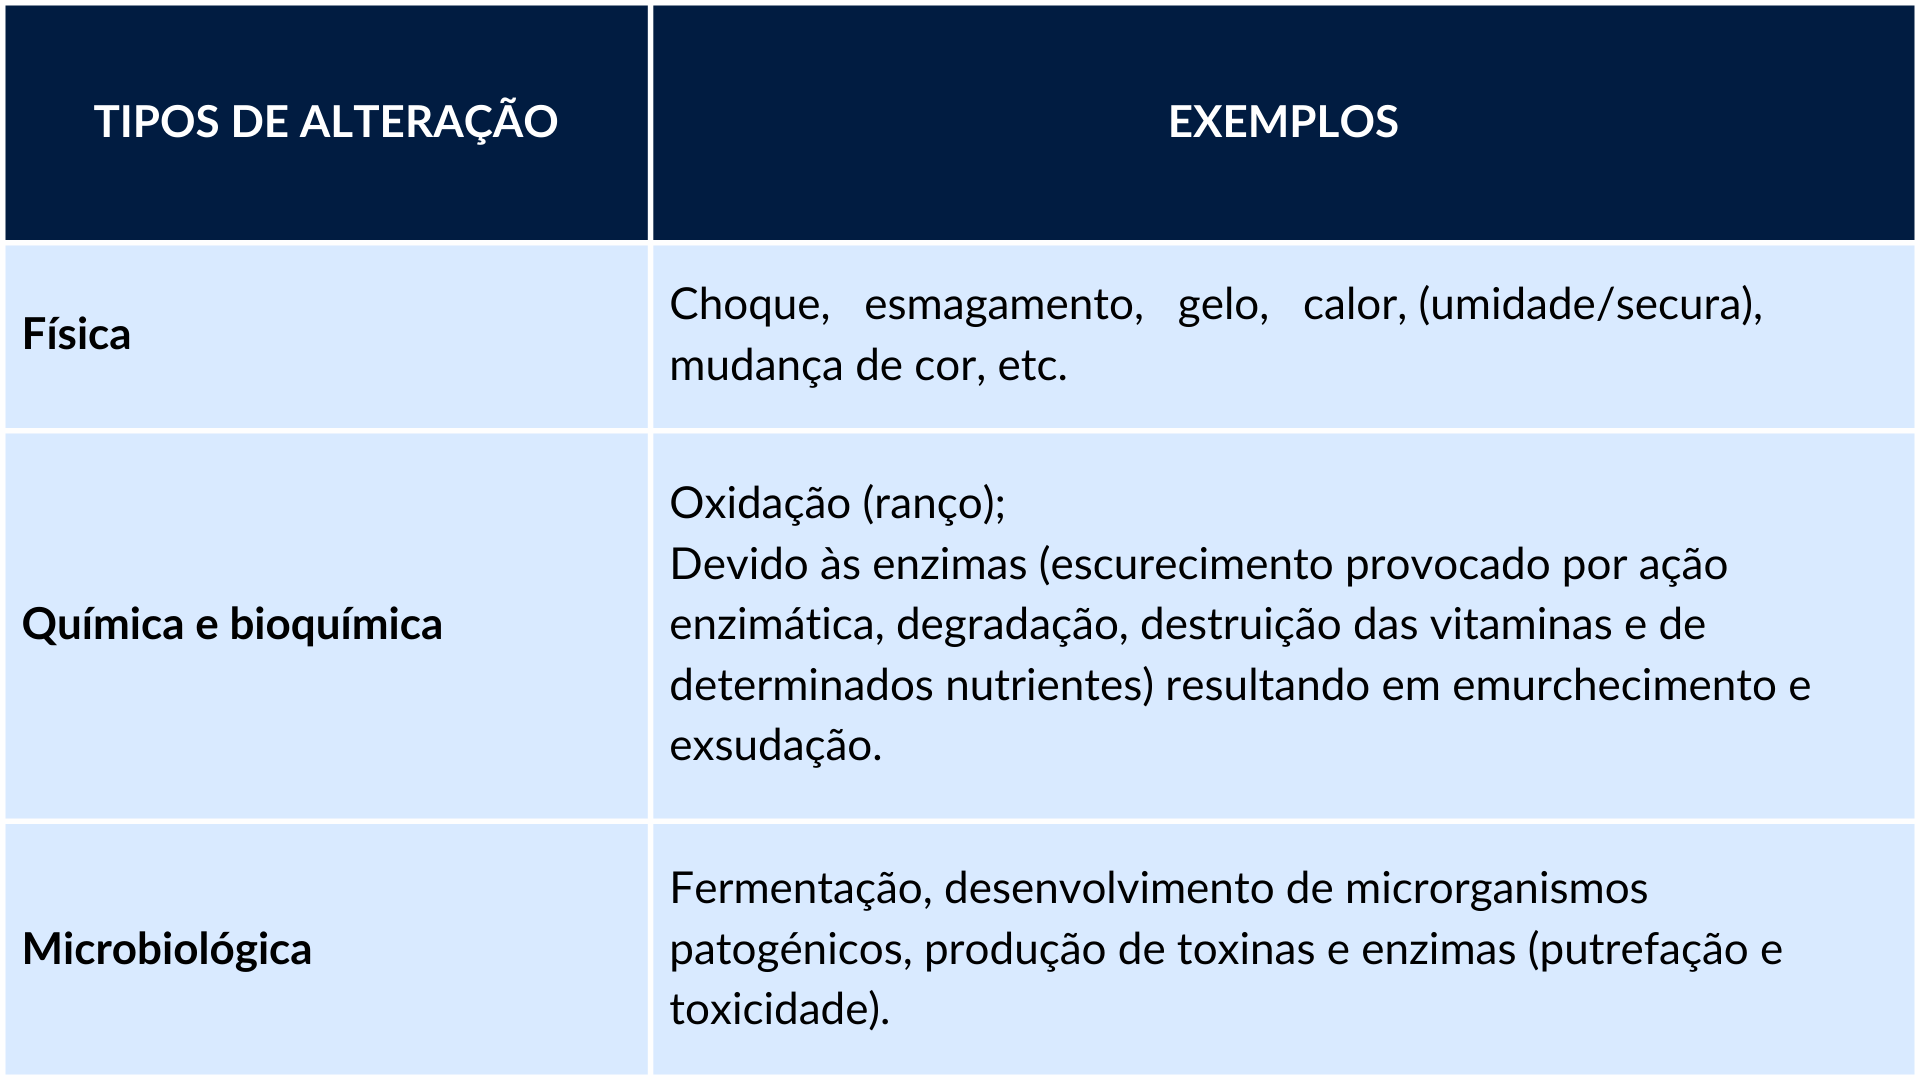 TIPOS DE ALTERAÇÃO
EXEMPLOS
Física
Choque, esmagamento, gelo, calor, (umidade/secura),
mudança de cor, etc.
Química e bioquímica
Oxidação (ranço);
Devido às enzimas (escurecimento provocado por ação
enzimática, degradação, destruição das vitaminas e de
determinados nutrientes) resultando em emurchecimento e
exsudação.
Microbiológica
Fermentação, desenvolvimento de microrganismos
patogénicos, produção de toxinas e enzimas (putrefação e
toxicidade).